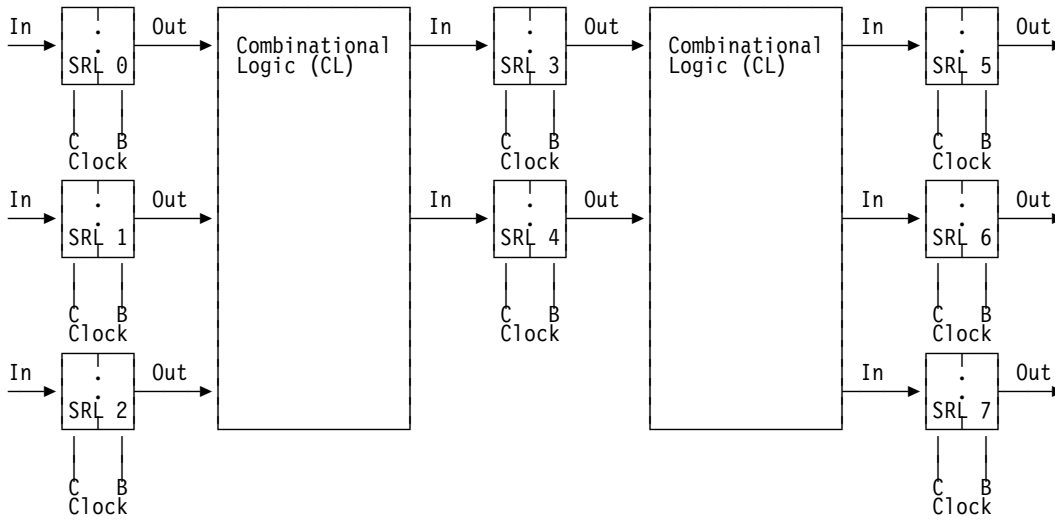 In Out In Out In Out
Combinational Combinational
Logic (CL) Logic (CL)
SRL 0 SRL 3 SRL 5
C B C B C B
Clock Clock Clock
In Out In Out In Out
SRL 1 SRL 4 SRL 6
C B C B C B
Clock Clock Clock
In Out In Out
SRL 2 SRL 7
C B C B
Clock Clock